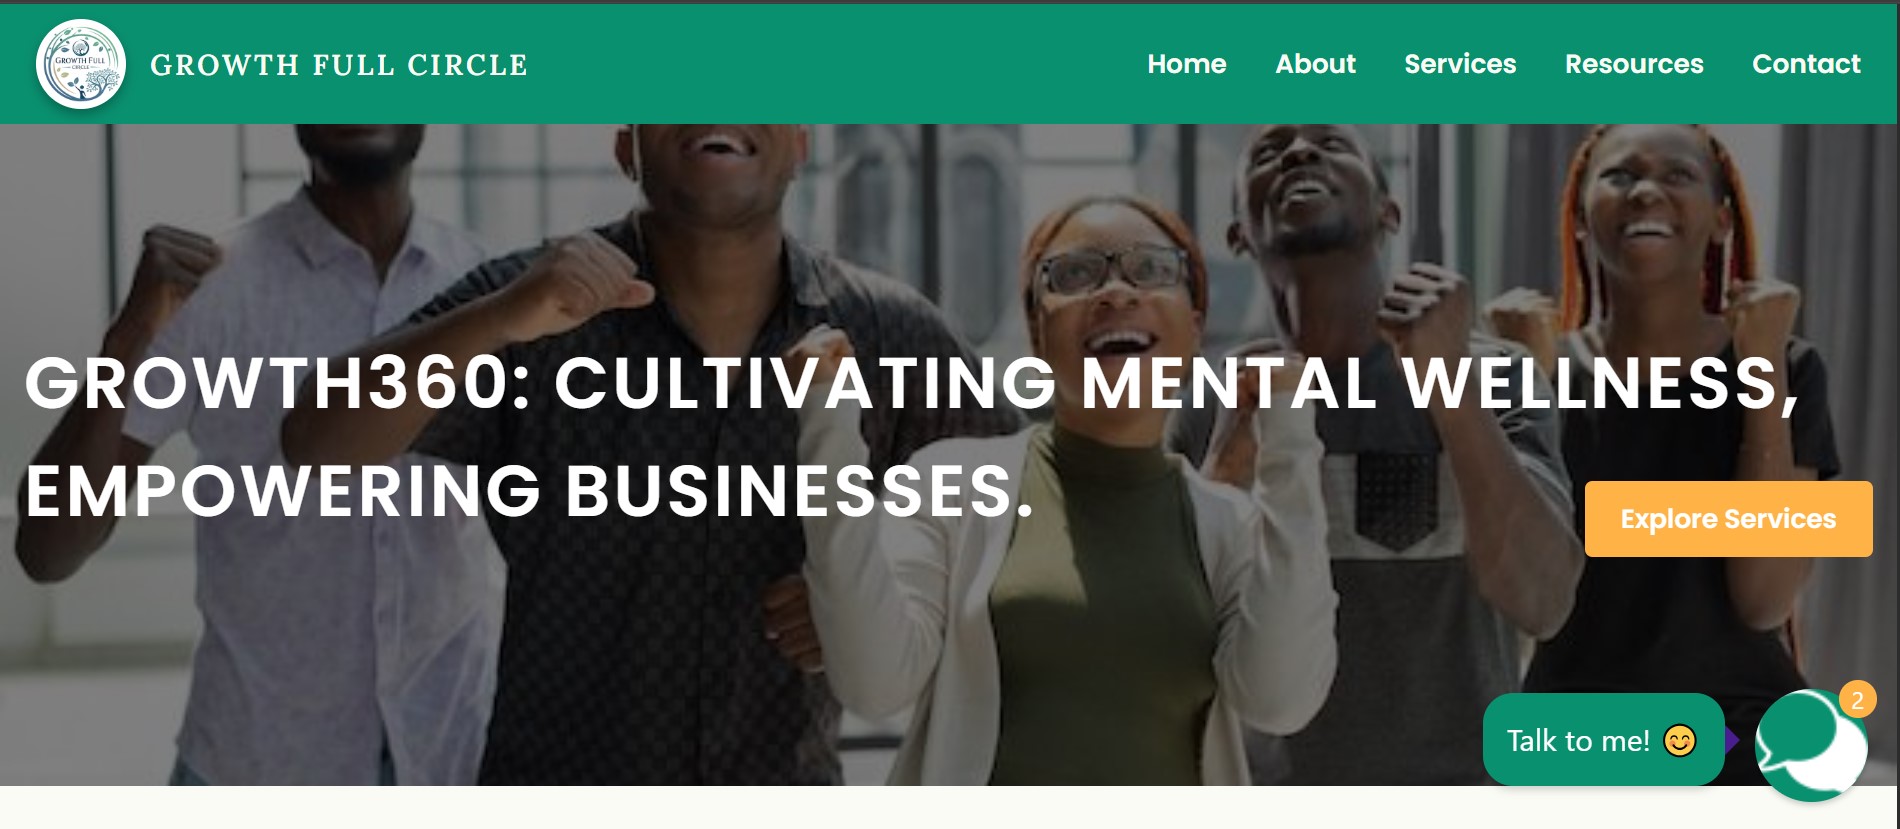 GROWTH FULL
CIRCLE
GROWTH FULL CIRCLE
Home About Services Resources Contact
GROWTH360: CULTIVATING MENTAL WELLNESS,
EMPOWERING BUSINESSES.
Explore Services
Talk to me! 😊
2